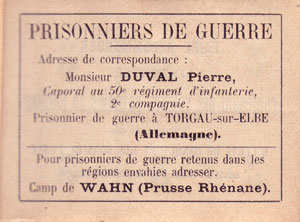 PRISONNIERS DE GUERRE
Adresse de correspondance :
Monsieur DUVAL Pierre,
Caporal au 50e régiment d'infanterie,
2e compagnie.
Prisonnier de guerre à TORGAU-sur-ELBE
(Allemagne).
Pour prisonniers de guerre retenus dans les
régions envahies adresser.
Camp de WAHN (Prusse Rhénane).